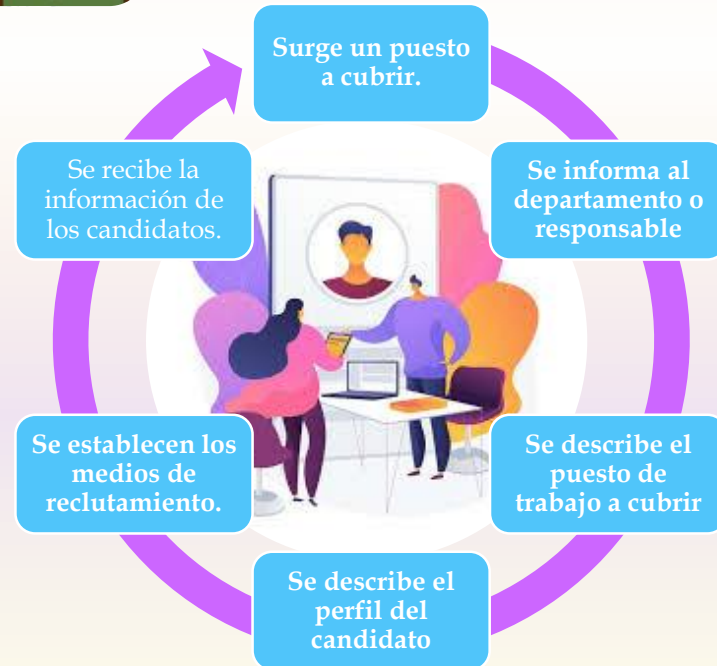 Surge un puesto
a cubrir.
Se informa al
departamento o
responsable
Se describe el
puesto de
trabajo a cubrir
Se describe el
perfil del
candidato
Se establecen los
medios de
reclutamiento.
Se recibe la
información de
los candidatos.